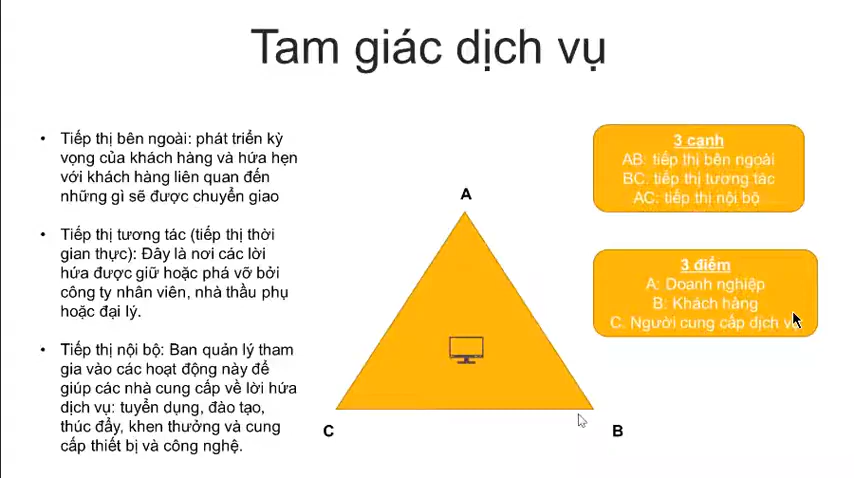 Tam giác dịch vụ
• Tiếp thị bên ngoài: phát triển kỳ
vọng của khách hàng và hứa hẹn
với khách hàng liên quan đến
những gì sẽ được chuyển giao
• Tiếp thị tương tác (tiếp thị thời
gian thực): Đây là nơi các lời
hứa được giữ hoặc phá vỡ bởi
công ty nhân viên, nhà thầu phụ
hoặc đại lý.
• Tiếp thị nội bộ: Ban quản lý tham
gia vào các hoạt động này để
giúp các nhà cung cấp về lời hứa
dịch vụ: tuyển dụng, đào tạo,
thúc đẩy, khen thưởng và cung
cấp thiết bị và công nghệ.
A
C
B
3 cạnh
AB: tiếp thị bên ngoài
BC: tiếp thị tương tác
AC: tiếp thị nội bộ
3 điểm
A: Doanh nghiệp
B: Khách hàng
C. Người cung cấp dịch